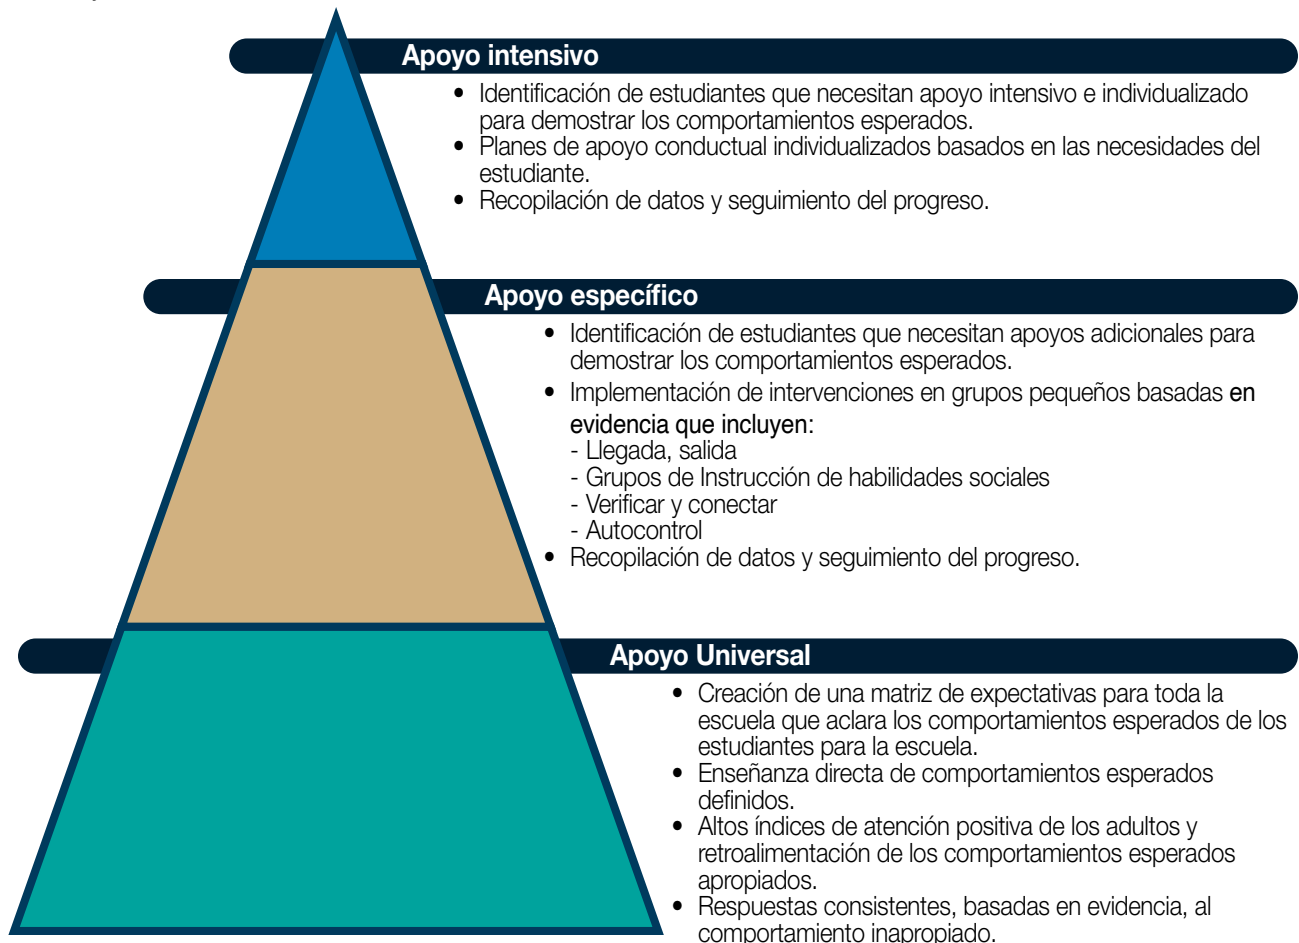 Apoyo intensivo
• Identificación de estudiantes que necesitan apoyo intensivo e individualizado
para demostrar los comportamientos esperados.
• Planes de apoyo conductual individualizados basados en las necesidades del
estudiante.
• Recopilación de datos y seguimiento del progreso.
Apoyo específico
• Identificación de estudiantes que necesitan apoyos adicionales para
demostrar los comportamientos esperados.
• Implementación de intervenciones en grupos pequeños basadas en
evidencia que incluyen:
- Llegada, salida
- Grupos de Instrucción de habilidades sociales
- Verificar y conectar
- Autocontrol
• Recopilación de datos y seguimiento del progreso.
Apoyo Universal
• Creación de una matriz de expectativas para toda la
escuela que aclara los comportamientos esperados de los
estudiantes para la escuela.
• Enseñanza directa de comportamientos esperados
definidos.
• Altos índices de atención positiva de los adultos y
retroalimentación de los comportamientos esperados
apropiados.
• Respuestas consistentes, basadas en evidencia, al
comportamiento inapropiado.